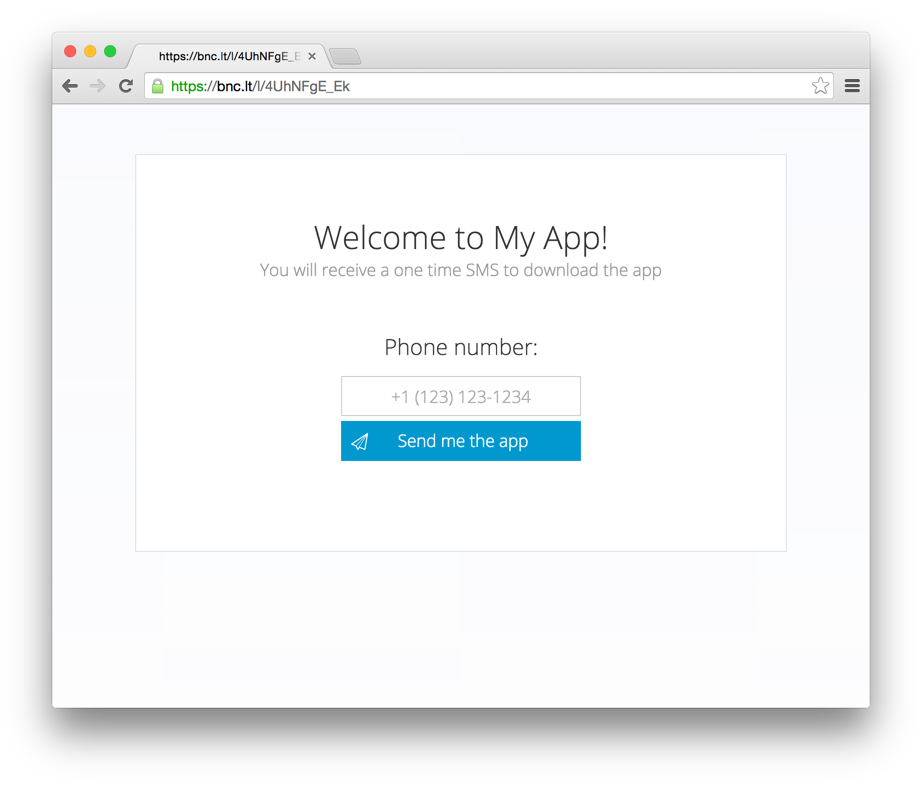 https://bnc.lt/l/4UhNFgE_E
https://bnc.lt/l/4UhNFgE_Ek
Welcome to My App!
You will receive a one time SMS to download the app
Phone number:
+1 (123) 123-1234
Send me the app